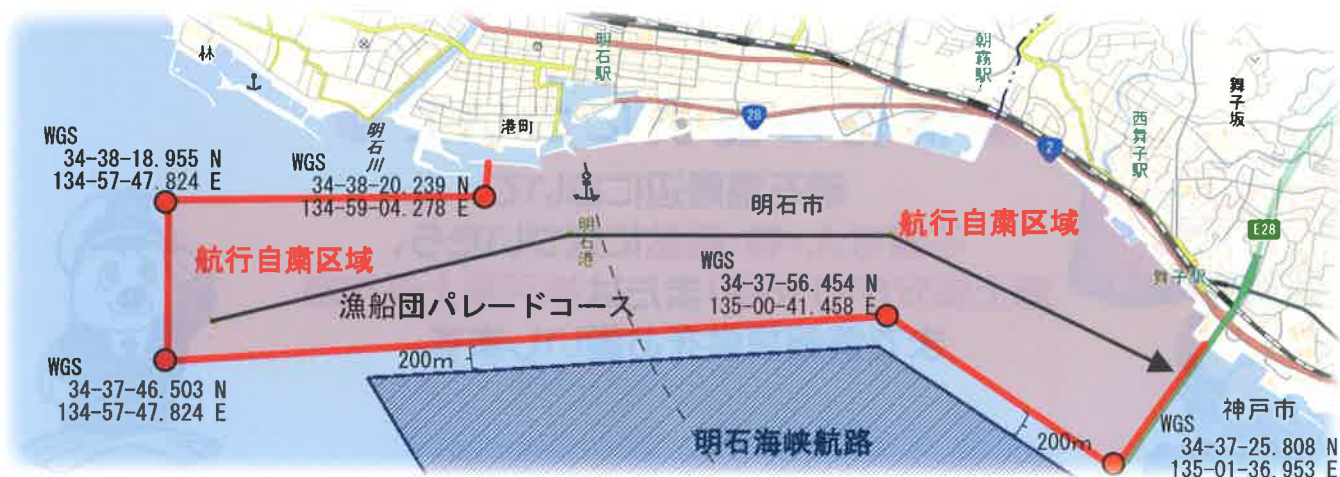 林
明石川
明石駅
港町
28
朝霧駅
2
西舞子駅
舞子坂
E28
舞子駅
WGS
34-38-18.955 N
134-57-47.824 E
WGS
34-38-20.239 N
134-59-04.278 E
明石市
明石港
航行自粛区域
航行自粛区域
WGS
34-37-56.454 N
135-00-41.458 E
漁船団パレードコース
200m
WGS
34-37-46.503 N
134-57-47.824 E
明石海峡航路
200m
神戸市
WGS
34-37-25.808 N
135-01-36.953 E